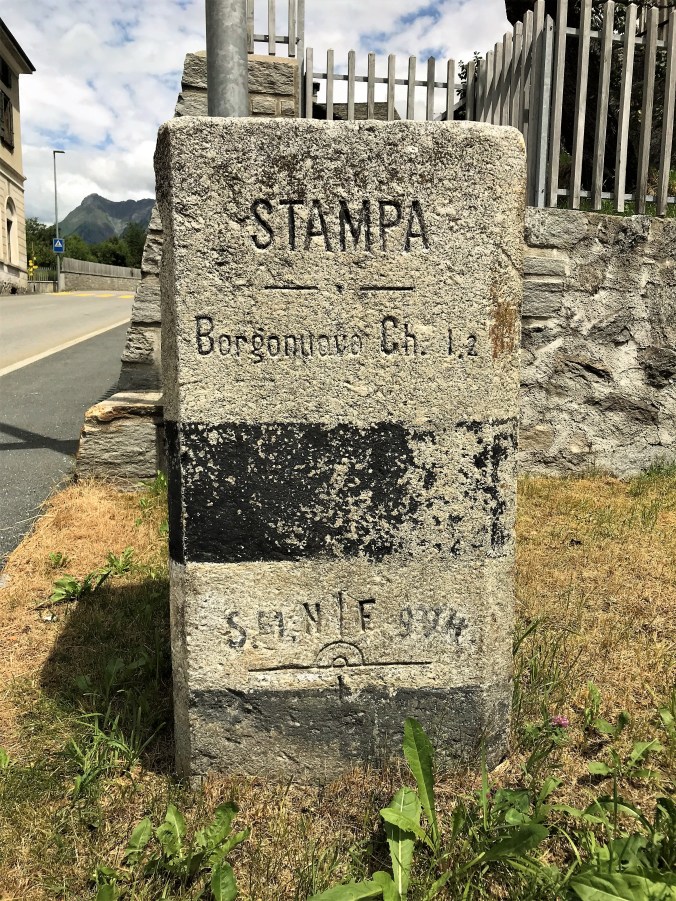 STAMPA
Borgonuovo Ch. 1,2
S.M. N F 994